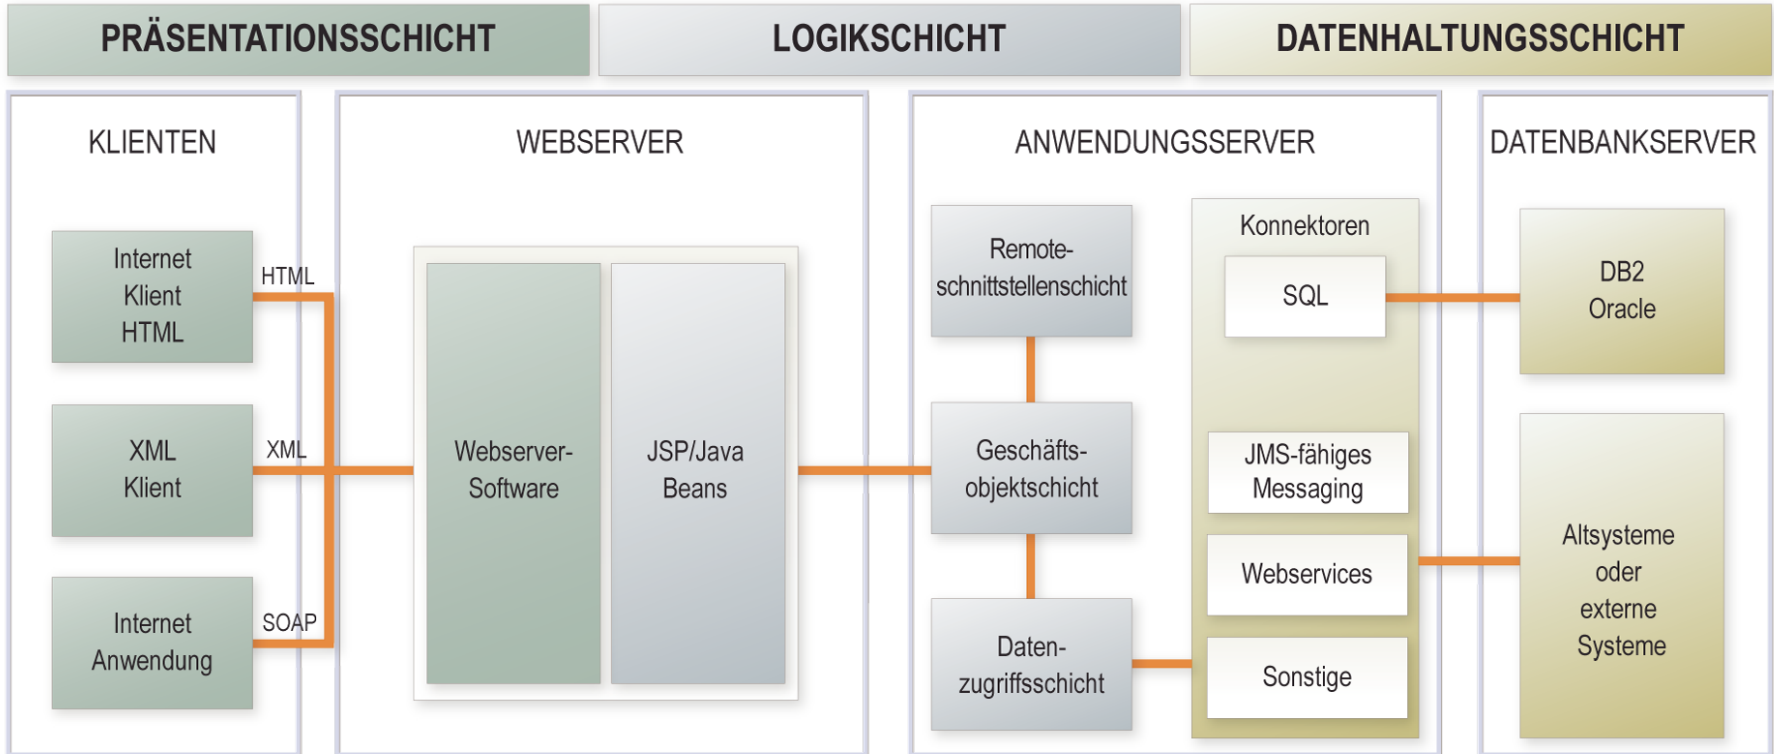 PRÄSENTATIONSSCHICHT
LOGIKSCHICHT
DATENHALTUNGSSCHICHT
KLIENTEN
Internet
Klient
HTML
HTML
XML
Klient
XML
Internet
Anwendung
SOAP
WEBSERVER
Webserver-
Software
JSP/Java
Beans
ANWENDUNGSSERVER
Remote-
schnittstellenschicht
Geschäfts-
objektschicht
Daten-
zugriffsschicht
Konnektoren
SQL
JMS-fähiges
Messaging
Webservices
Sonstige
DATENBANKSERVER
DB2
Oracle
Altsysteme
oder
externe
Systeme